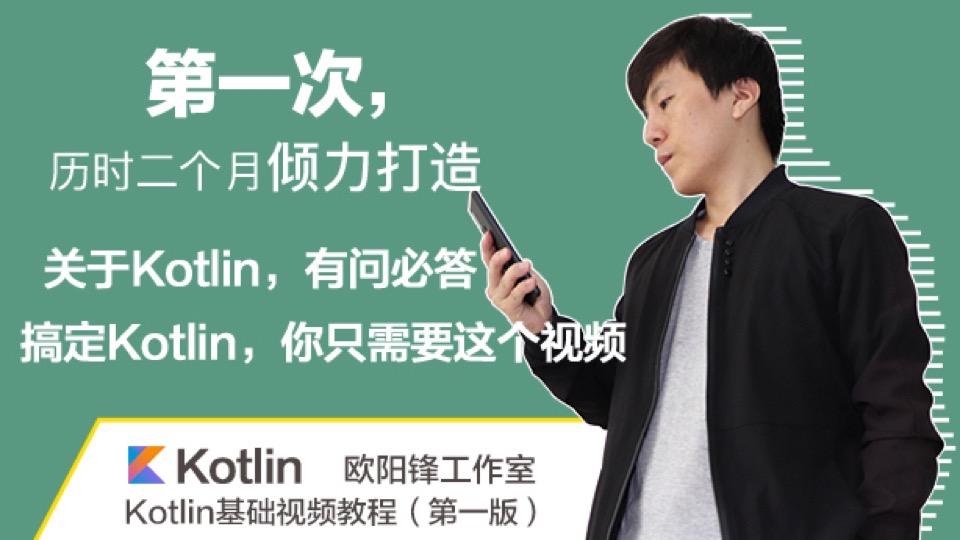 第一次，
历时二个月倾力打造
关于Kotlin，有问必答
搞定Kotlin，你只需要这个视频
Kotlin 欧阳锋工作室
Kotlin基础视频教程（第一版）